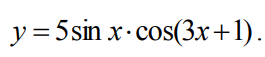 y = 5 sin x · cos(3x + 1).